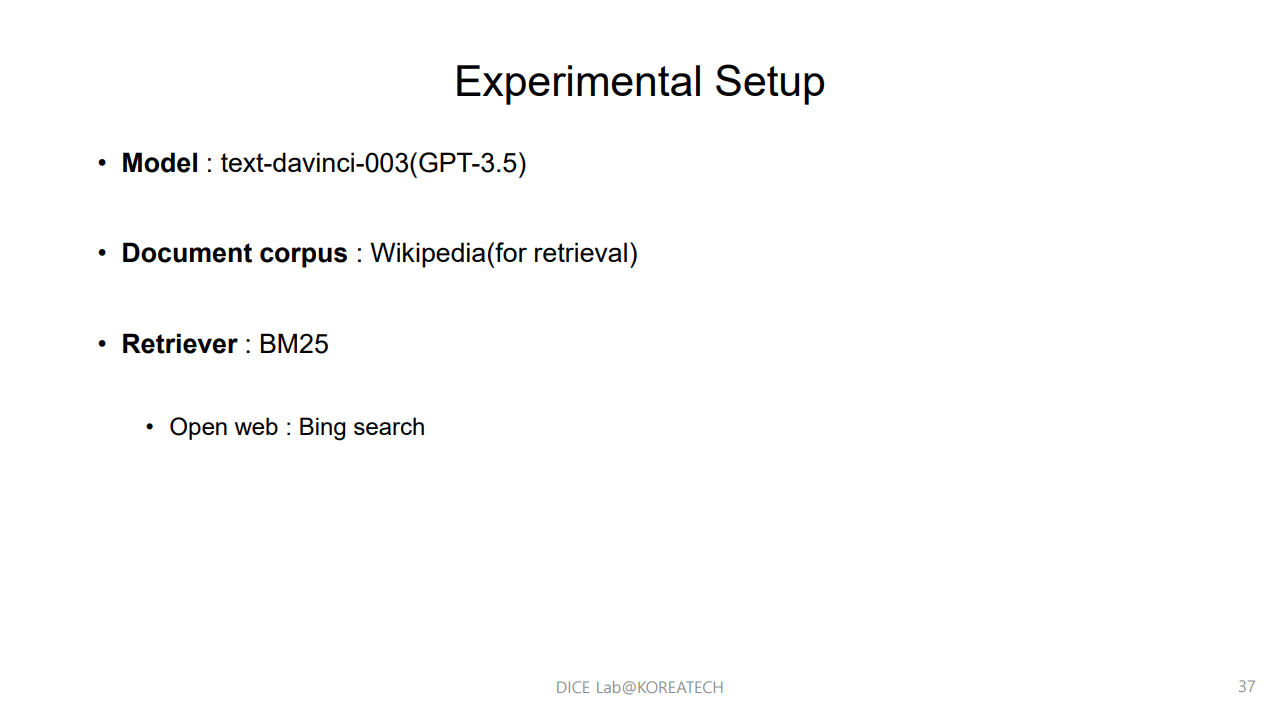 Experimental Setup
• Model : text-davinci-003(GPT-3.5)
• Document corpus : Wikipedia(for retrieval)
• Retriever : BM25
• Open web : Bing search
DICE Lab@KOREATECH
37